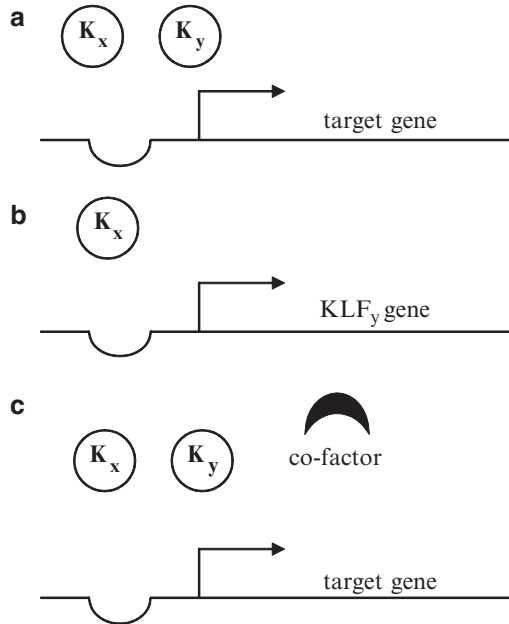 a
Kx Ky
target gene
b
Kx
KLFy gene
c
Kx Ky
co-factor
target gene